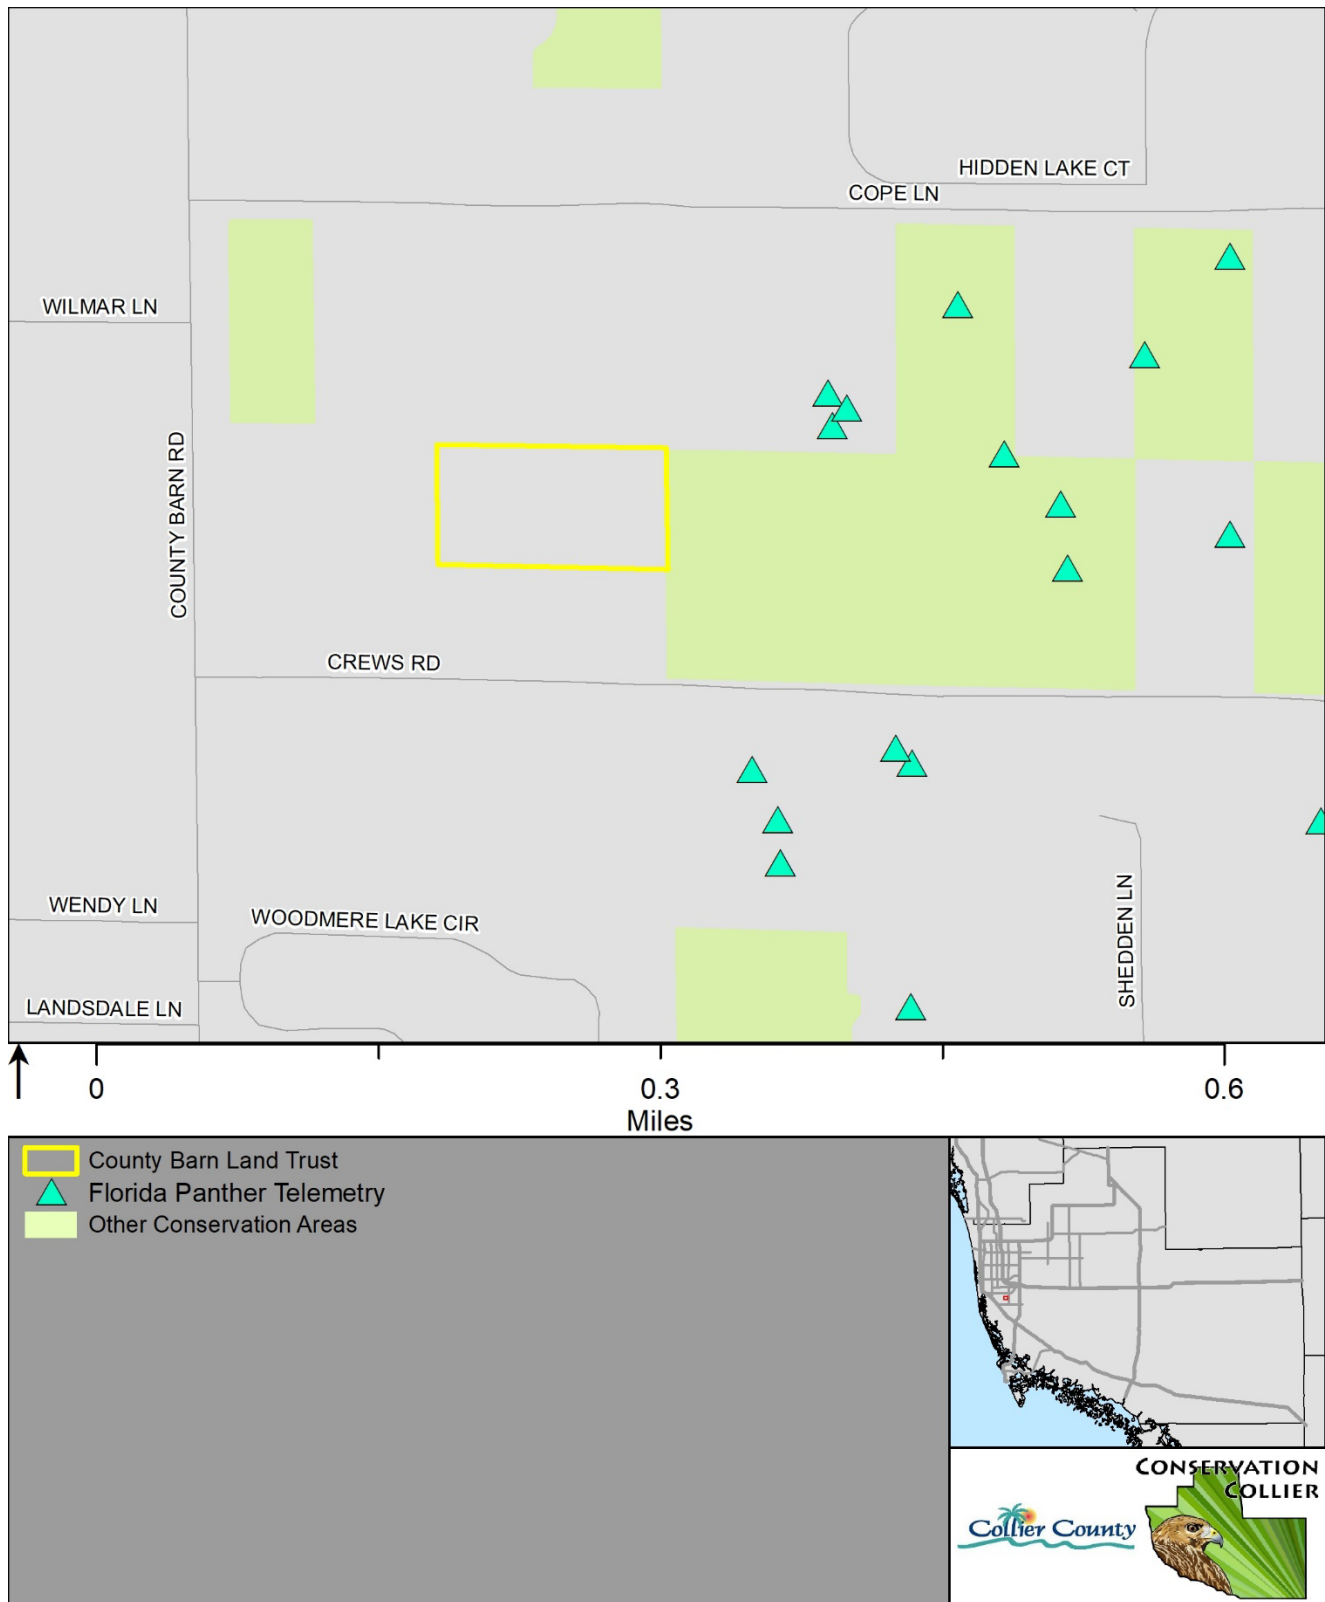 HIDDEN LAKE CT
COPE LN
WILMAR LN
COUNTY BARN RD
CREWS RD
WENDY LN
WOODMERE LAKE CIR
SHEDDEN LN
LANDSDALE LN
0 0.3 0.6
Miles
County Barn Land Trust
Florida Panther Telemetry
Other Conservation Areas
CONSERVATION
COLLIER
Collier County